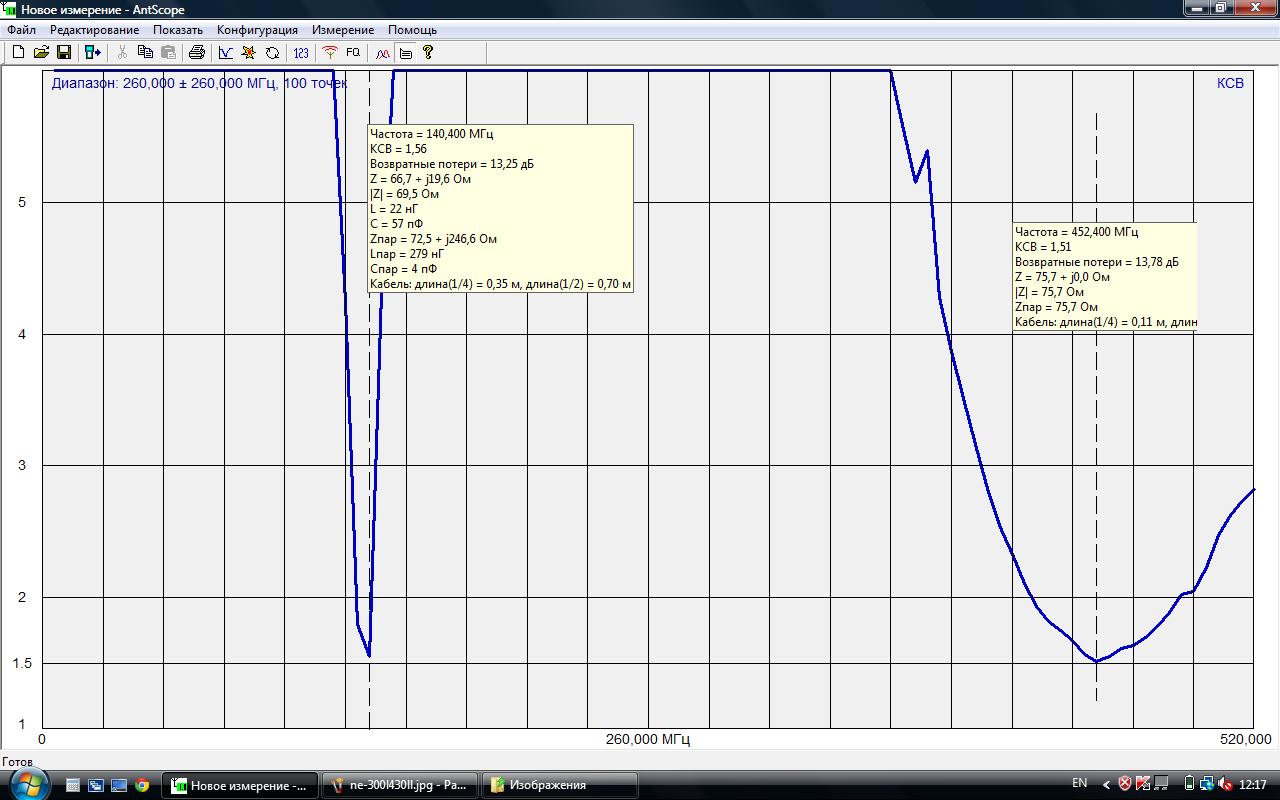 Новое измерение - AntScope
Файл Редактирование Показать Конфигурация Измерение Помощь
123 FQ ?
Диапазон: 260,000 ± 260,000 МГц, 100 точек
КСВ
Частота = 140,400 МГц
КСВ = 1,56
Возвратные потери = 13,25 дБ
Z = 66,7 + j19,6 Ом
|Z| = 69,5 Ом
L = 22 нГ
C = 57 пФ
Zпар = 72,5 + j246,6 Ом
Lпар = 279 нГ
Cпар = 4 пФ
Кабель: длина(1/4) = 0,35 м, длина(1/2) = 0,70 м
Частота = 452,400 МГц
КСВ = 1,51
Возвратные потери = 13,78 дБ
Z = 75,7 + j0,0 Ом
|Z| = 75,7 Ом
Zпар = 75,7 Ом
Кабель: длина(1/4) = 0,11 м, длин
5
4
3
2
1.5
1
0
260,000 МГц
520,000
Готов
Новое измерение -...
ne-300l430ll.jpg - Pa...
Изображения
EN
12:17